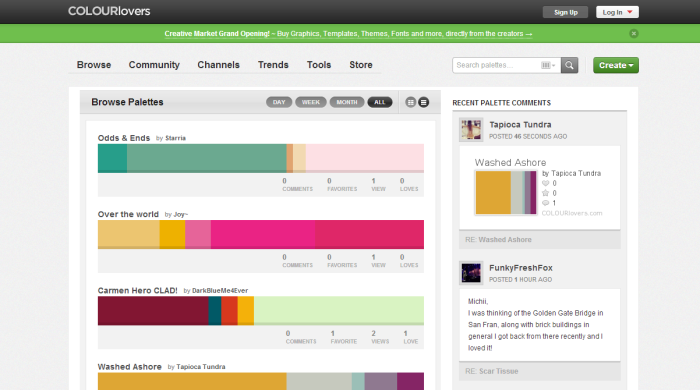 COLOURlovers
Sign Up
Log In
Creative Market Grand Opening! ~ Buy Graphics, Templates, Themes, Fonts and more, directly from the creators →
Browse Community Channels Trends Tools Store
Search palettes...
Create
Browse Palettes
DAY WEEK MONTH ALL
Odds & Ends by Starria
0 0 1 0
COMMENTS FAVORITES VIEW LOVES
Over the world by Joy~
0 0 1 0
COMMENTS FAVORITES VIEW LOVES
Carmen Hero CLAD! by DarkBlueMe4Ever
0 1 2 1
COMMENTS FAVORITE VIEWS LOVE
Washed Ashore by Tapioca Tundra
RECENT PALETTE COMMENTS
Tapioca Tundra
POSTED 46 SECONDS AGO
Washed Ashore
by Tapioca Tundra
0
0
1
COLOURlovers.com
RE: Washed Ashore
FunkyFreshFox
POSTED 1 HOUR AGO
Michii,
I was thinking of the Golden Gate Bridge in
San Fran, along with brick buildings in
general I got back from there recently and I
loved it!
RE: Scar Tissue